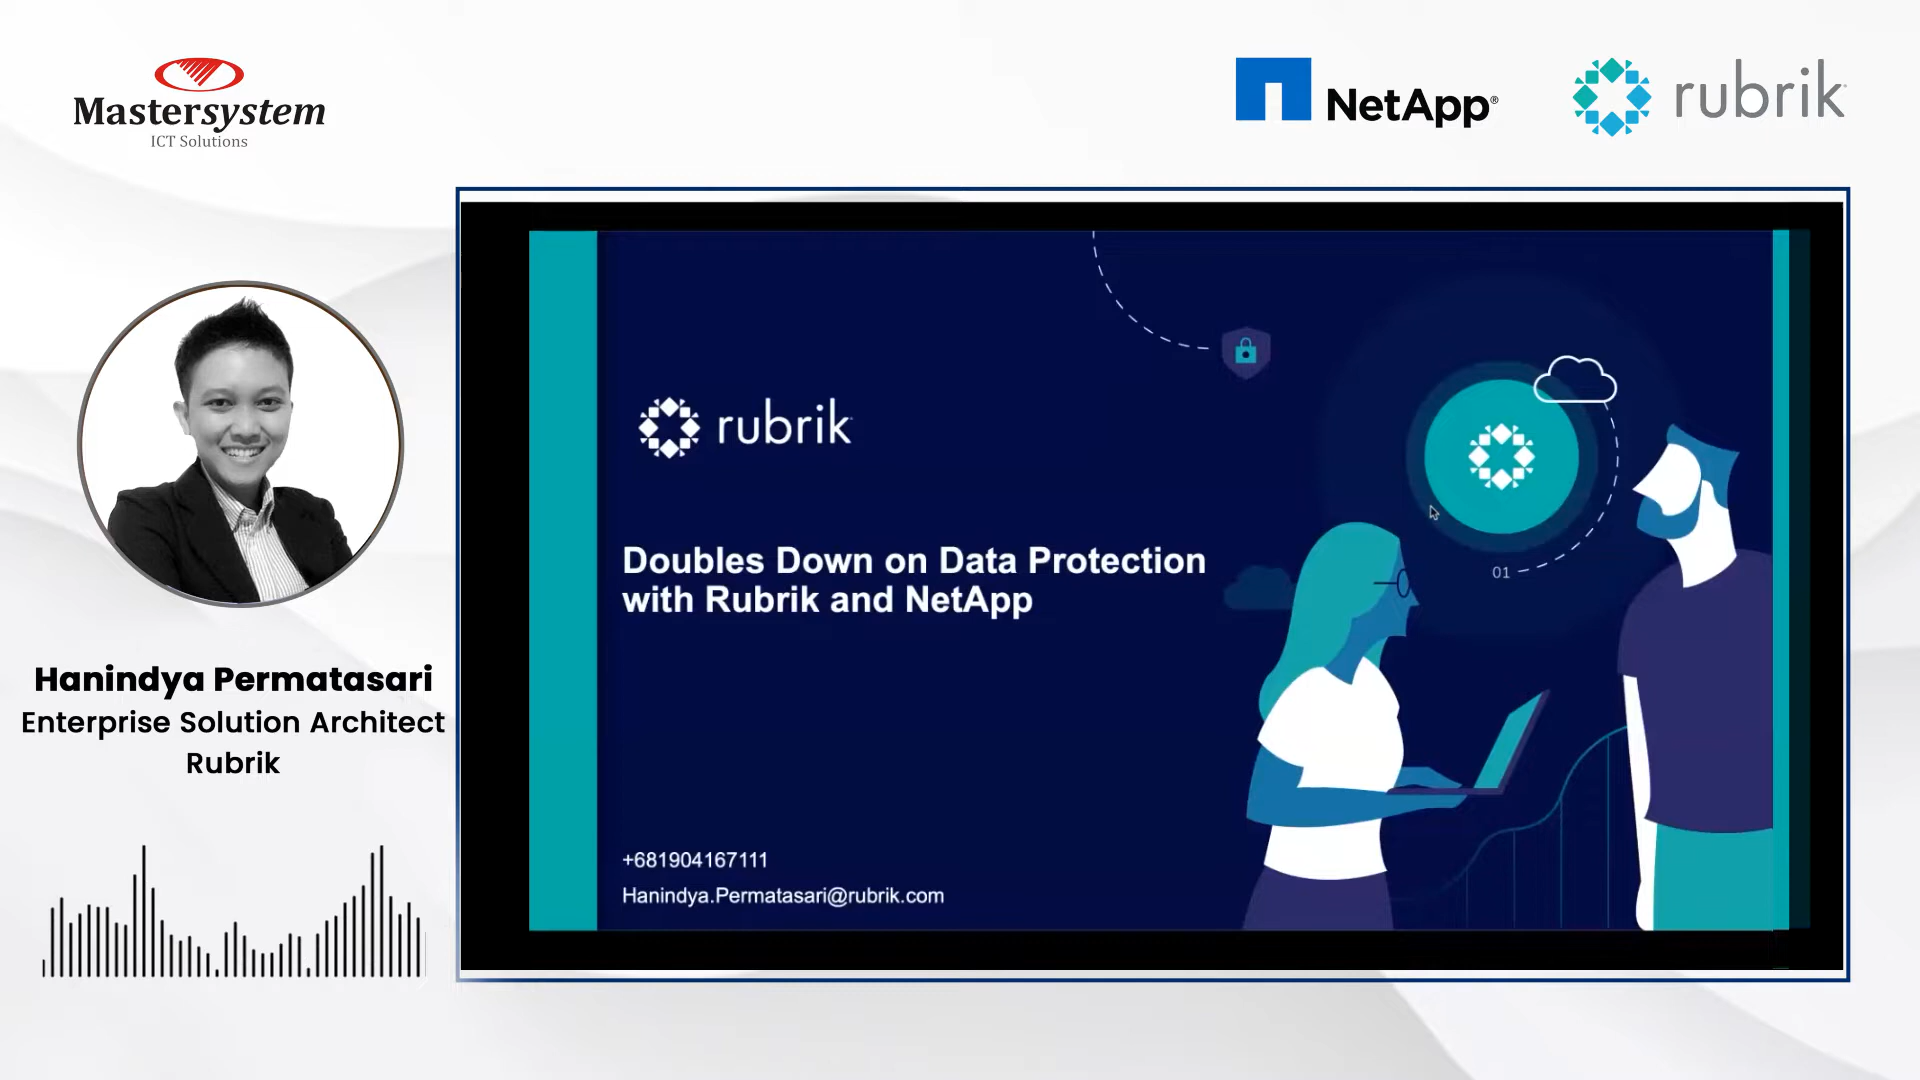 Mastersystem
ICT Solutions
NetApp®
rubrik
rubrik
Doubles Down on Data Protection
with Rubrik and NetApp
01
+681904167111
Hanindya.Permatasari@rubrik.com
Hanindya Permatasari
Enterprise Solution Architect
Rubrik